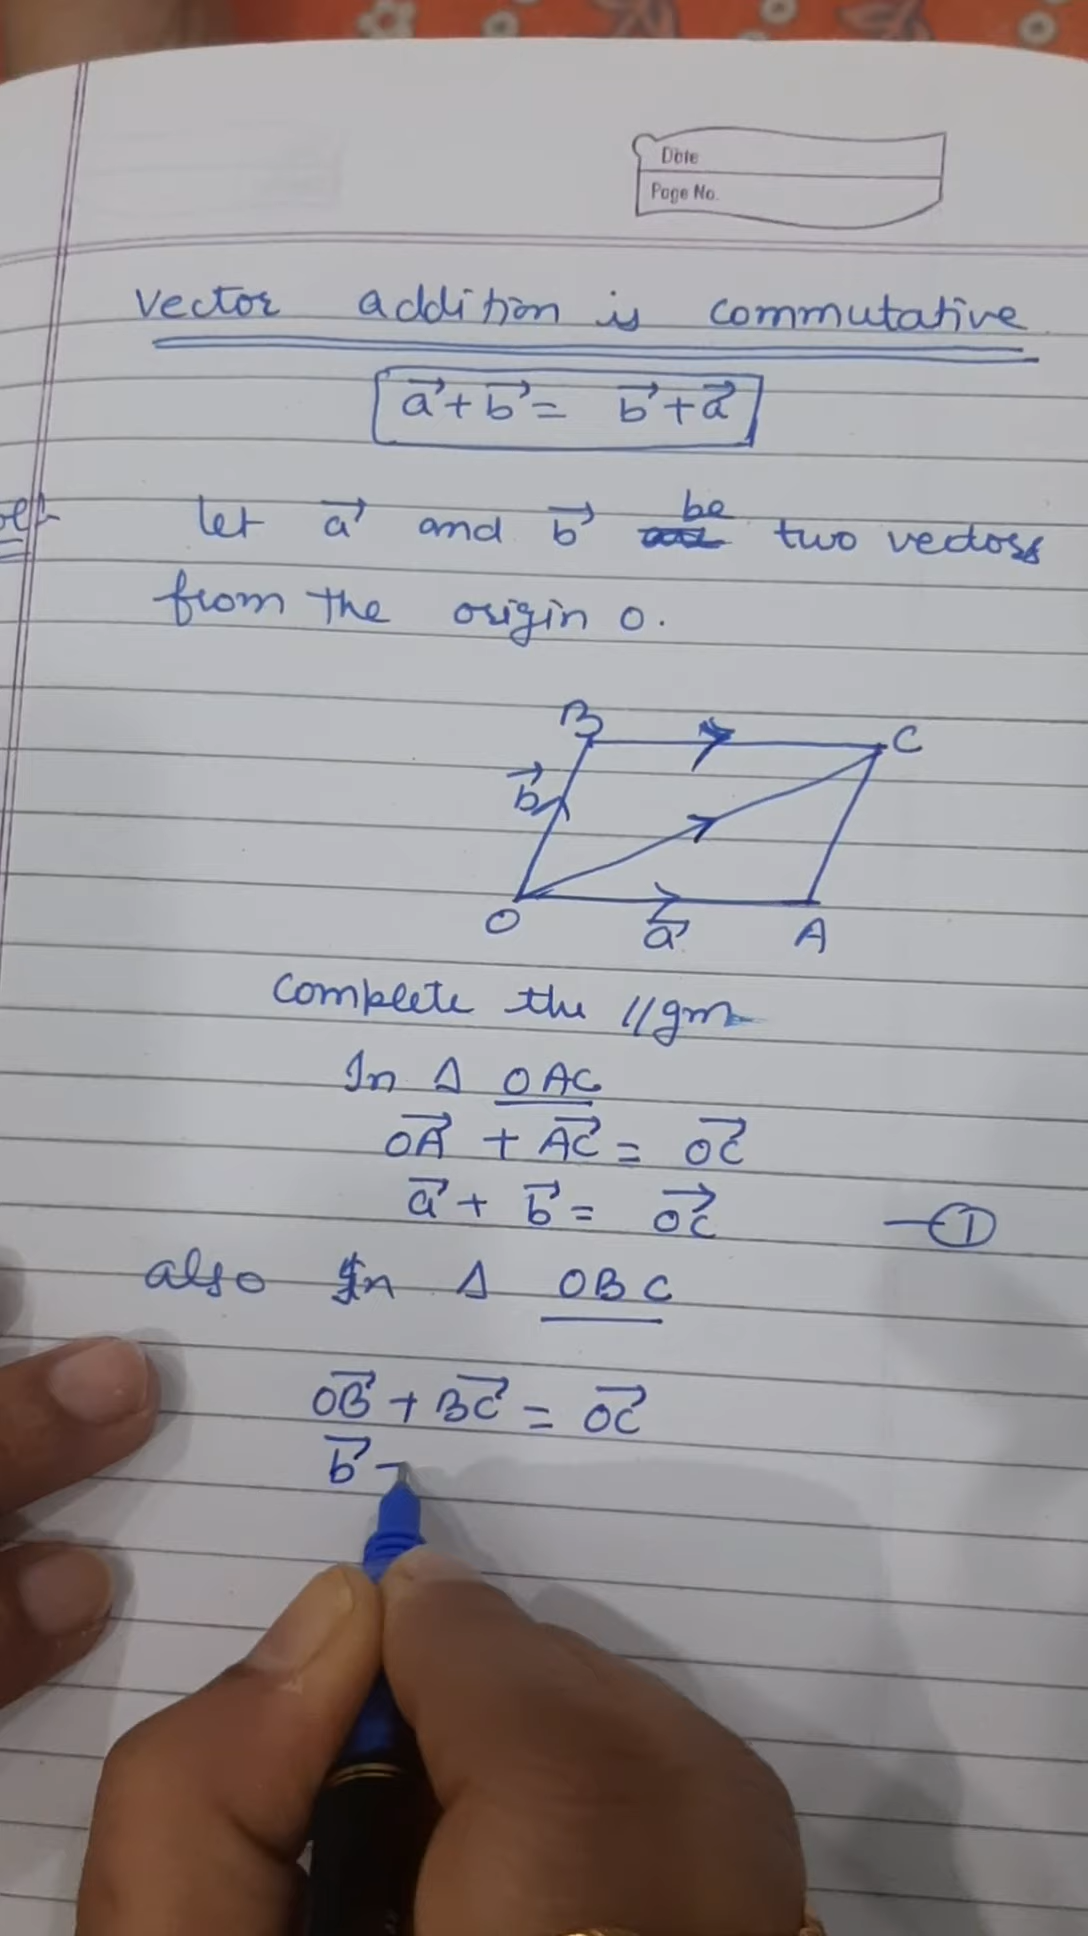 Date
Page No.
Vector addition is commutative
a⃗ + b⃗ = b⃗ + a⃗
let a⃗ and b⃗ be two vectors
from the origin O.
B C
b⃗
O a⃗ A
Complete the //gm
In Δ OAC
OA⃗ + AC⃗ = OC⃗
a⃗ + b⃗ = OC⃗ —①
also In Δ OBC
OB⃗ + BC⃗ = OC⃗
b⃗